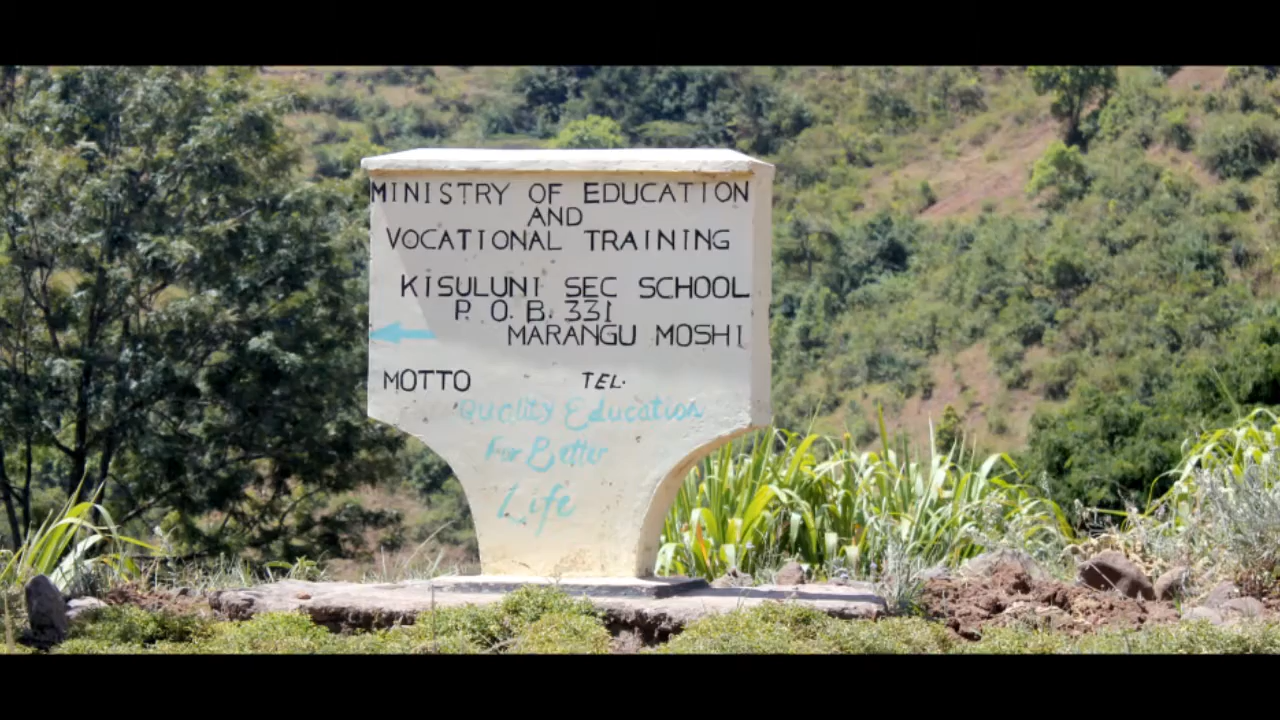 MINISTRY OF EDUCATION
AND
VOCATIONAL TRAINING
KISULUNI SEC SCHOOL
P. O. B. 331
MARANGU MOSHI
MOTTO TEL.
Quality Education
For Better
Life